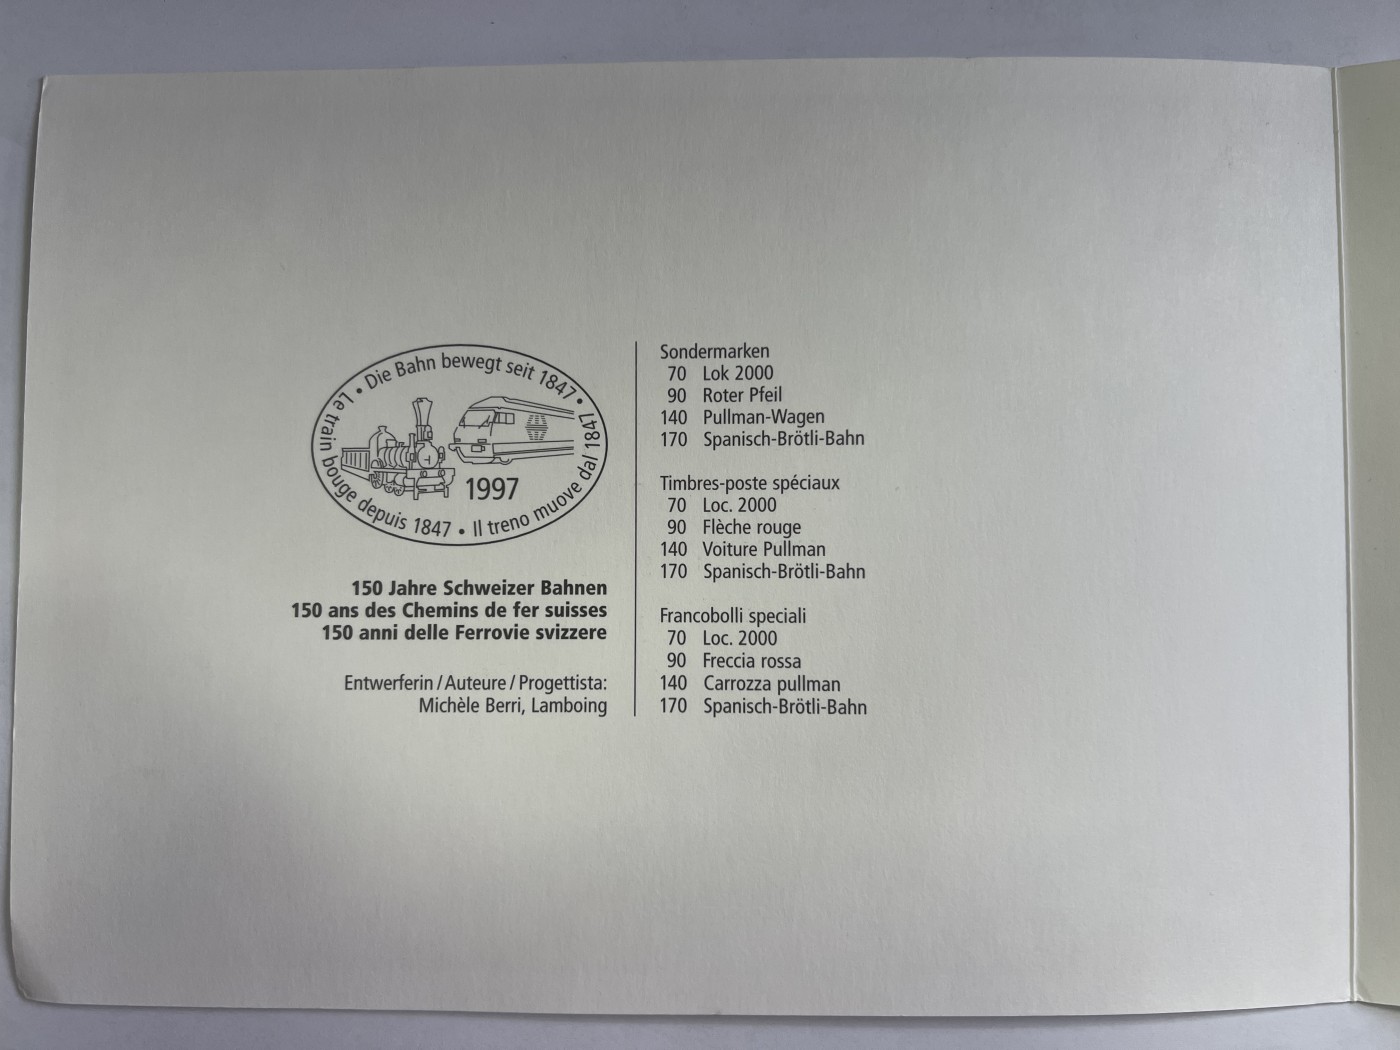 • Die Bahn bewegt seit 1847 •
Il treno muove dal 1847
Le train bouge depuis 1847 •
1997
150 Jahre Schweizer Bahnen
150 ans des Chemins de fer suisses
150 anni delle Ferrovie svizzere
Entwerferin / Auteure / Progettista:
Michèle Berri, Lamboing
Sondermarken
70 Lok 2000
90 Roter Pfeil
140 Pullman-Wagen
170 Spanisch-Brötli-Bahn
Timbres-poste spéciaux
70 Loc. 2000
90 Flèche rouge
140 Voiture Pullman
170 Spanisch-Brötli-Bahn
Francobolli speciali
70 Loc. 2000
90 Freccia rossa
140 Carrozza pullman
170 Spanisch-Brötli-Bahn